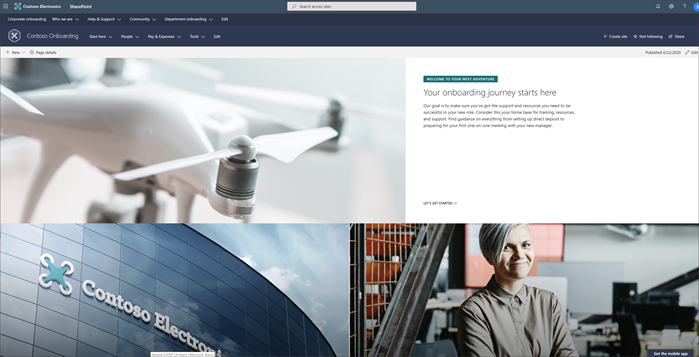 Contoso Electronics SharePoint Search across sites
Corporate onboarding Who we are Help & Support Community Department onboarding Edit
Contoso Onboarding Start here People Pay & Expenses Tools Edit Create site Not following Share
New Page details Published 6/22/2020 Edit
WELCOME TO YOUR NEXT ADVENTURE
Your onboarding journey starts here
Our goal is to make sure you've got the support and resources you need to be
successful in your new role. Consider this your home base for training, resources,
and support. Find guidance on everything from setting up direct deposit to
preparing for your first one-on-one meeting with your new manager.
LET'S GET STARTED
Contoso Electron
Get the mobile app